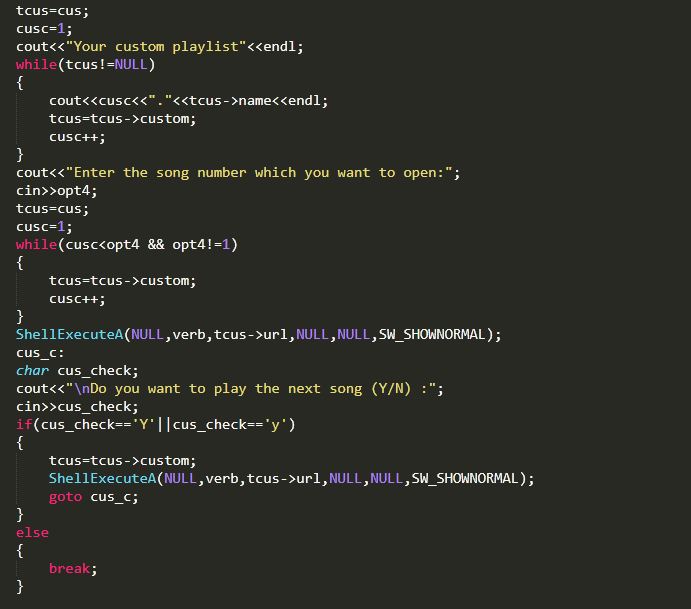 tcus=cus;
cusc=1;
cout<<"Your custom playlist"<<endl;
while(tcus!=NULL)
{
    cout<<cusc<<"."<<tcus->name<<endl;
    tcus=tcus->custom;
    cusc++;
}
cout<<"Enter the song number which you want to open:";
cin>>opt4;
tcus=cus;
cusc=1;
while(cusc<opt4 && opt4!=1)
{
    tcus=tcus->custom;
    cusc++;
}
ShellExecuteA(NULL,verb,tcus->url,NULL,NULL,SW_SHOWNORMAL);
cus_c:
char cus_check;
cout<<"\nDo you want to play the next song (Y/N) :";
cin>>cus_check;
if(cus_check=='Y'||cus_check=='y')
{
    tcus=tcus->custom;
    ShellExecuteA(NULL,verb,tcus->url,NULL,NULL,SW_SHOWNORMAL);
    goto cus_c;
}
else
{
    break;
}